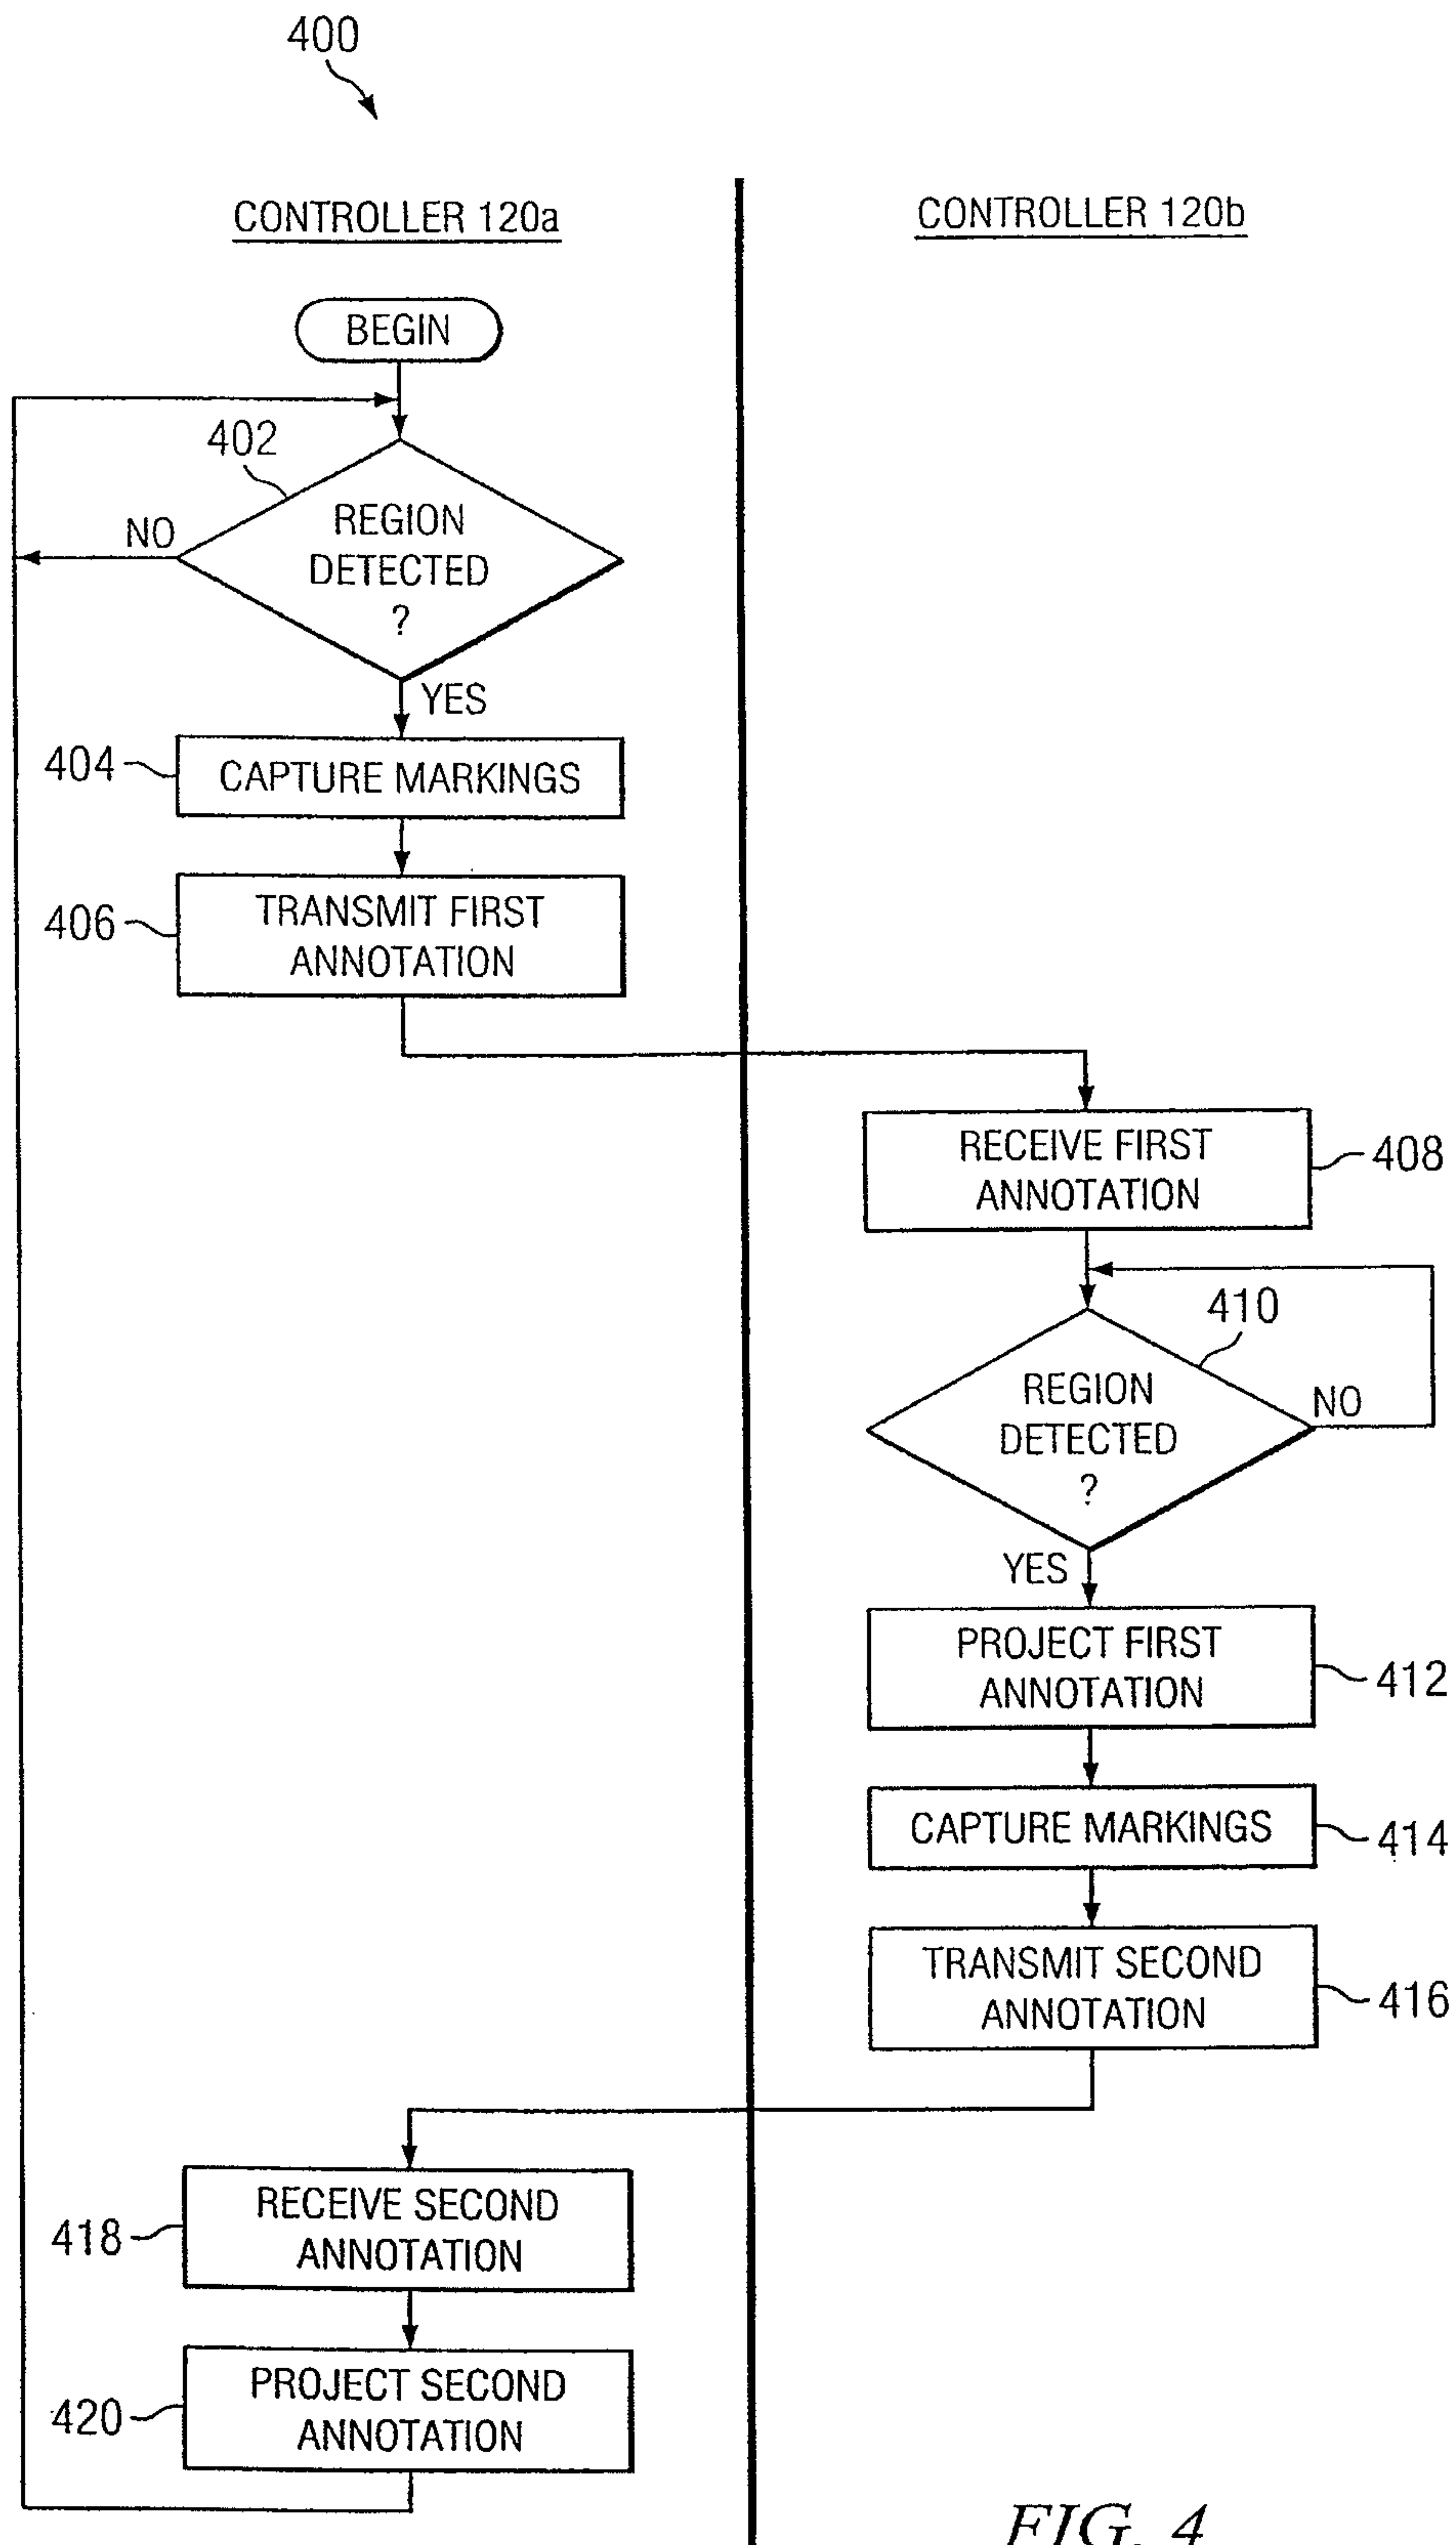 400
CONTROLLER 120a
CONTROLLER 120b
BEGIN
402
REGION
DETECTED
?
NO
YES
404
CAPTURE MARKINGS
406
TRANSMIT FIRST
ANNOTATION
RECEIVE FIRST
ANNOTATION
408
410
REGION
DETECTED
?
NO
YES
PROJECT FIRST
ANNOTATION
412
CAPTURE MARKINGS
414
TRANSMIT SECOND
ANNOTATION
416
RECEIVE SECOND
ANNOTATION
418
PROJECT SECOND
ANNOTATION
420
FIG. 4